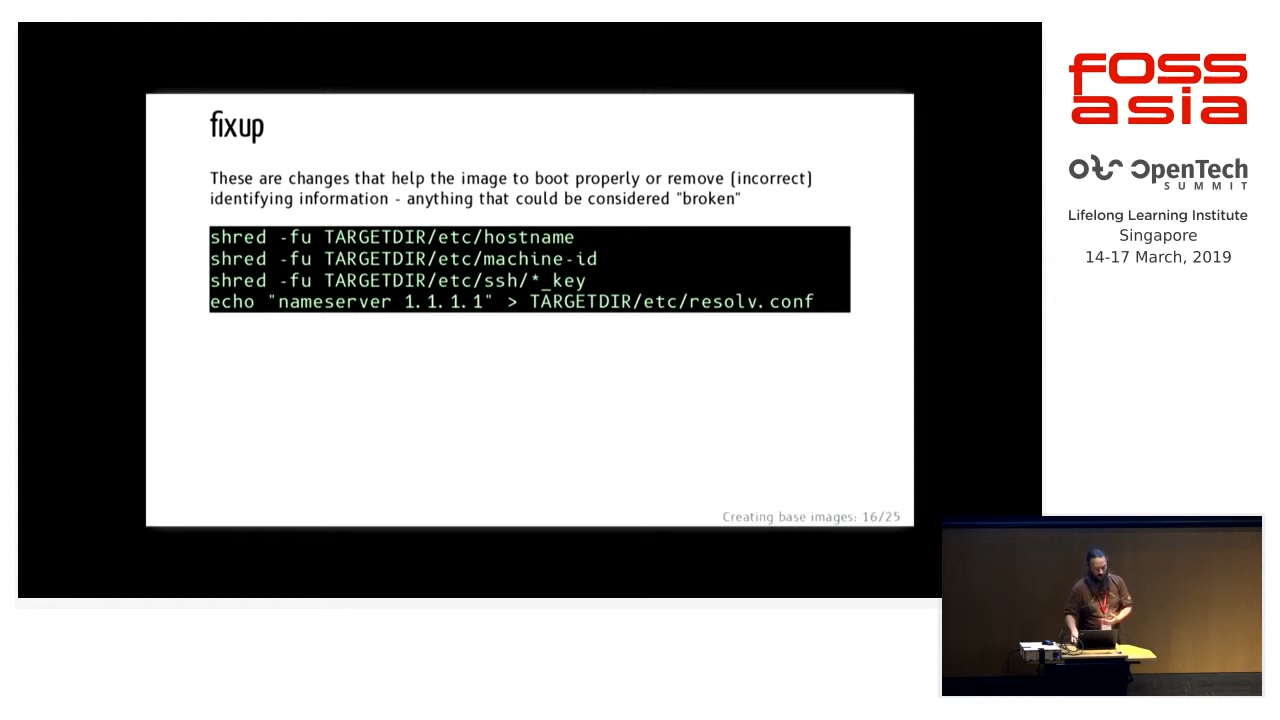 fixup
These are changes that help the image to boot properly or remove (incorrect)
identifying information - anything that could be considered "broken"
shred -fu TARGETDIR/etc/hostname
shred -fu TARGETDIR/etc/machine-id
shred -fu TARGETDIR/etc/ssh/*_key
echo "nameserver 1.1.1.1" > TARGETDIR/etc/resolv.conf
Creating base images: 16/25
FOSS
asia
OpenTech
SUMMIT
Lifelong Learning Institute
Singapore
14-17 March, 2019